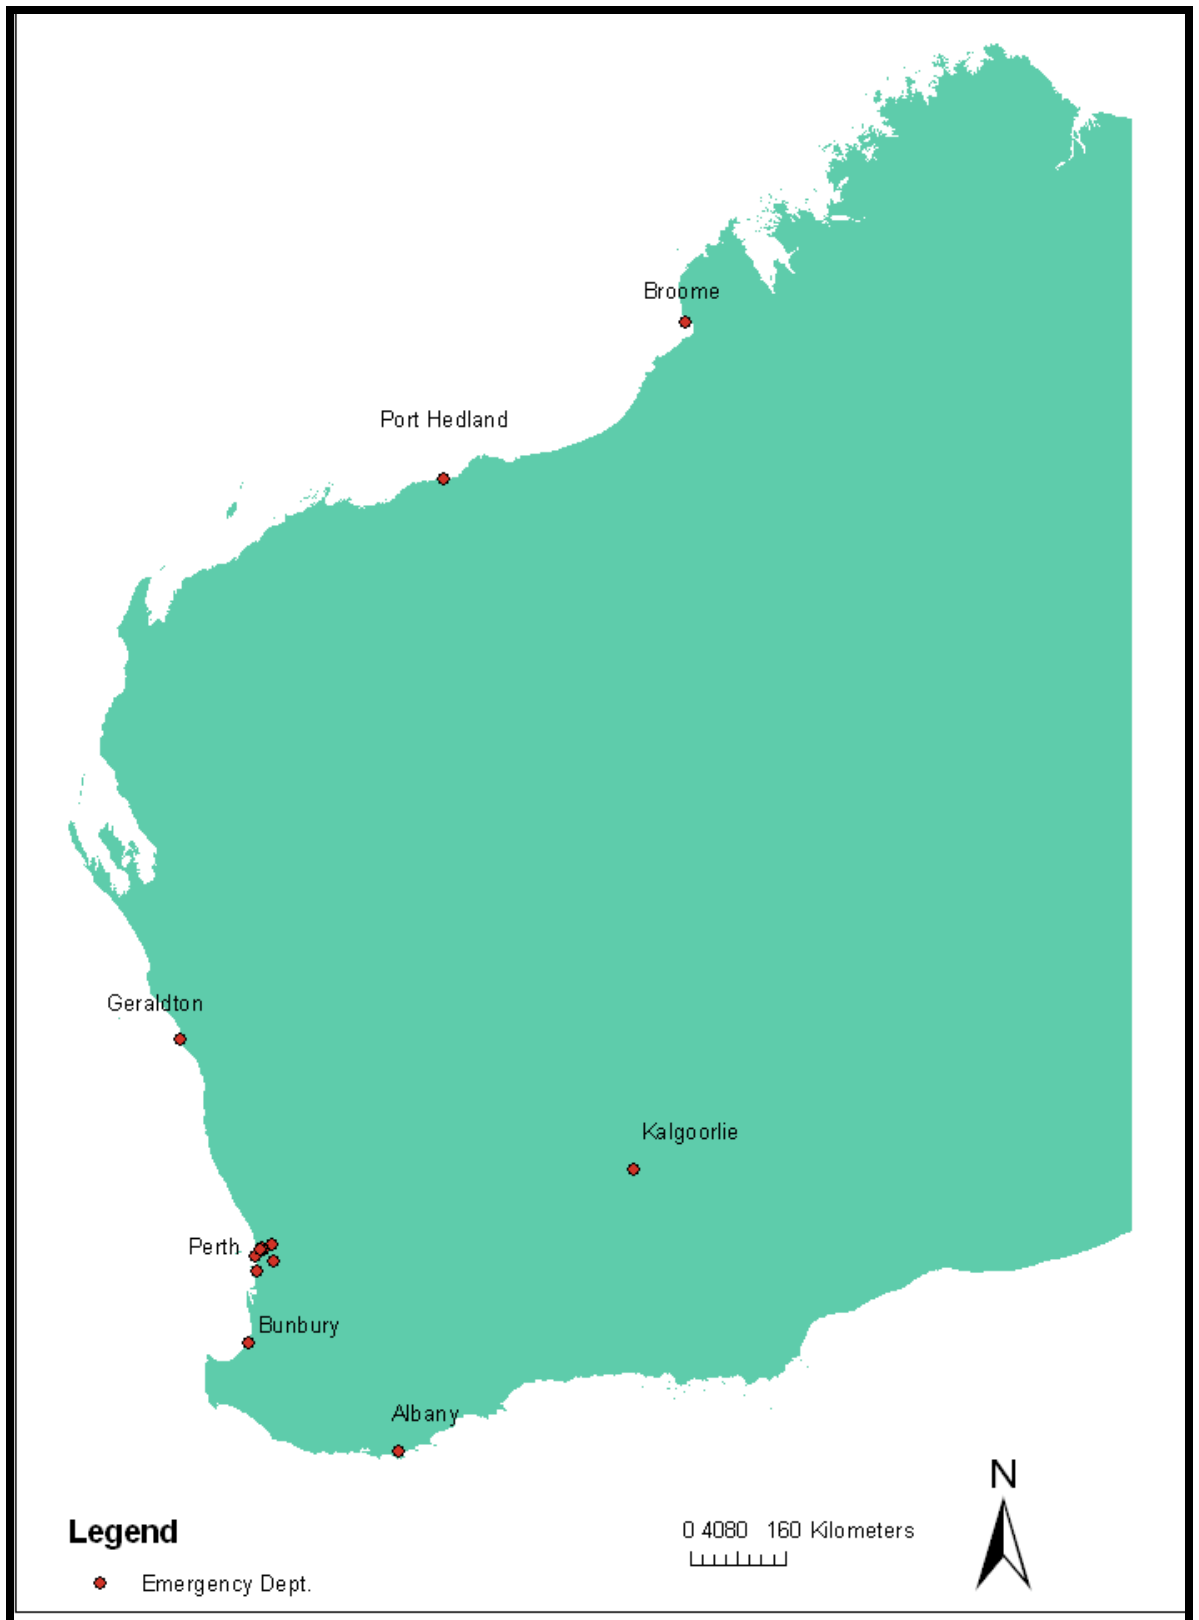 Broome
Port Hedland
Geraldton
Kalgoorlie
Perth
Bunbury
Albany
N
Legend
0 4080 160 Kilometers
Emergency Dept.